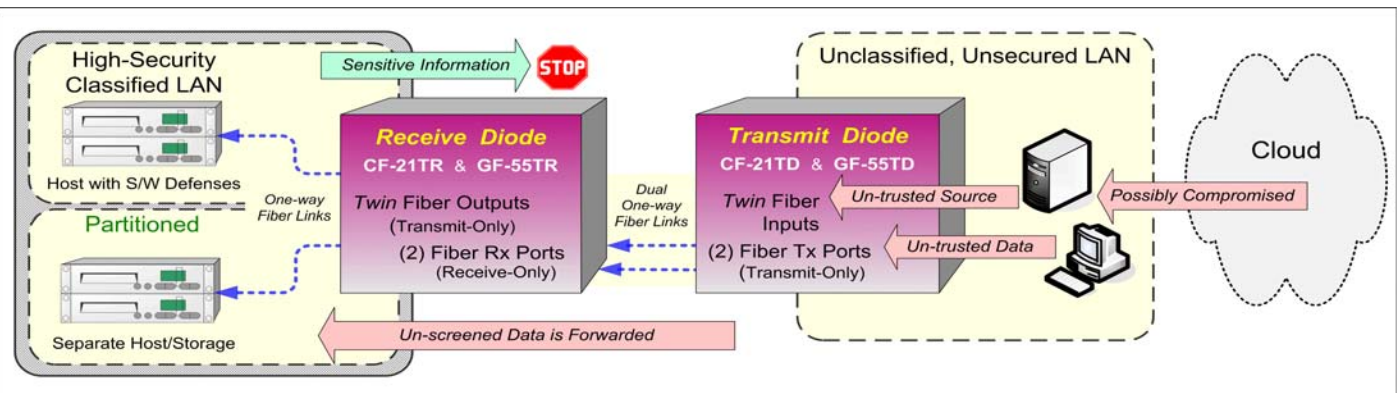 High-Security
Classified LAN
Host with S/W Defenses
Partitioned
Separate Host/Storage
Sensitive Information
STOP
One-way
Fiber Links
Receive Diode
CF-21TR & GF-55TR
Twin Fiber Outputs
(Transmit-Only)
(2) Fiber Rx Ports
(Receive-Only)
Dual
One-way
Fiber Links
Transmit Diode
CF-21TD & GF-55TD
Twin Fiber
Inputs
(2) Fiber Tx Ports
(Transmit-Only)
Un-screened Data is Forwarded
Unclassified, Unsecured LAN
Un-trusted Source
Un-trusted Data
Possibly Compromised
Cloud